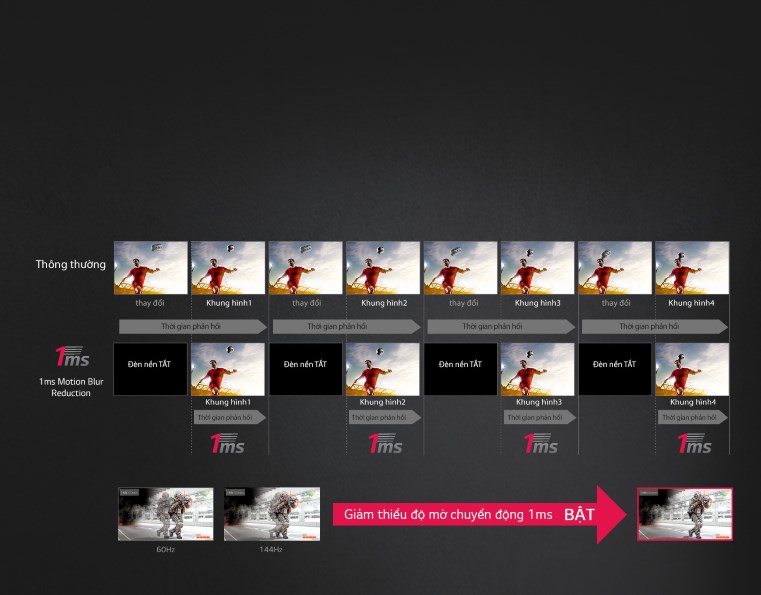 Thông thường
thay đổi Khung hình1 thay đổi Khung hình2 thay đổi Khung hình3 thay đổi Khung hình4
Thời gian phản hồi Thời gian phản hồi Thời gian phản hồi Thời gian phản hồi
1ms
1ms Motion Blur
Reduction
Đèn nền TẮT Đèn nền TẮT Đèn nền TẮT Đèn nền TẮT
Khung hình1 Khung hình2 Khung hình3 Khung hình4
Thời gian phản hồi Thời gian phản hồi Thời gian phản hồi Thời gian phản hồi
1ms 1ms 1ms 1ms
Giảm thiểu độ mờ chuyển động 1ms BẬT
60Hz 144Hz